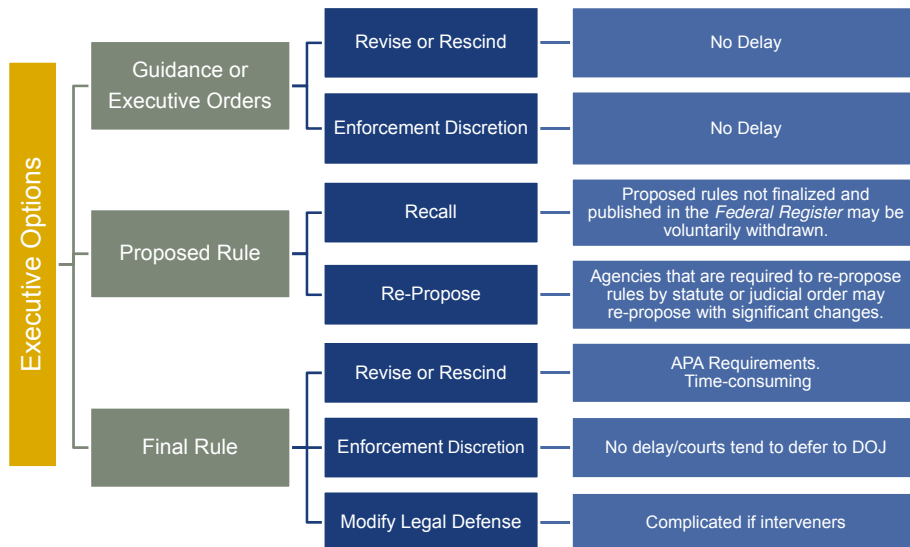 Executive Options
Guidance or
Executive Orders
Revise or Rescind
No Delay
Enforcement Discretion
No Delay
Proposed Rule
Recall
Proposed rules not finalized and
published in the Federal Register may be
voluntarily withdrawn.
Re-Propose
Agencies that are required to re-propose
rules by statute or judicial order may
re-propose with significant changes.
Final Rule
Revise or Rescind
APA Requirements.
Time-consuming
Enforcement Discretion
No delay/courts tend to defer to DOJ
Modify Legal Defense
Complicated if interveners